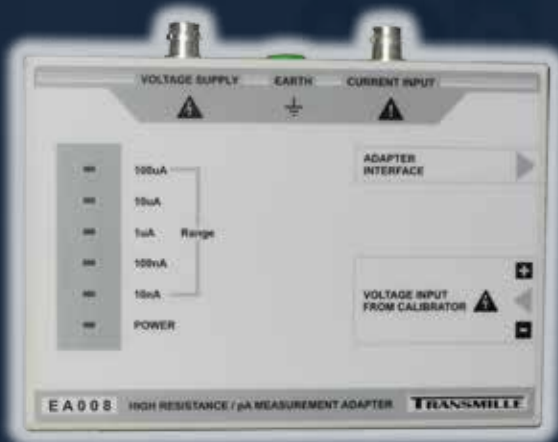 VOLTAGE SUPPLY EARTH CURRENT INPUT
ADAPTER
INTERFACE
100uA
10uA
1uA Range
100nA
10nA
POWER
+
VOLTAGE INPUT
FROM CALIBRATOR
-
EA008 HIGH RESISTANCE / pA MEASUREMENT ADAPTER TRANSMILLE